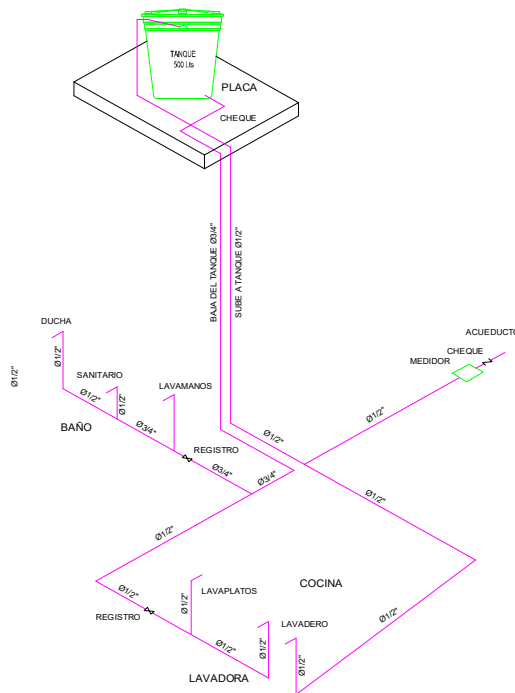 TANQUE
500 Lts
PLACA
CHEQUE
BAJA DEL TANQUE Ø3/4"
SUBE A TANQUE Ø1/2"
DUCHA
ACUEDUCTO
CHEQUE
MEDIDOR
Ø1/2"
Ø1/2"
SANITARIO
LAVAMANOS
Ø1/2"
Ø1/2"
Ø1/2"
BAÑO
Ø3/4"
REGISTRO
Ø1/2"
Ø3/4"
Ø3/4"
Ø1/2"
Ø1/2"
COCINA
Ø1/2"
LAVAPLATOS
Ø1/2"
REGISTRO
LAVADERO
Ø1/2"
Ø1/2"
Ø1/2"
Ø1/2"
LAVADORA